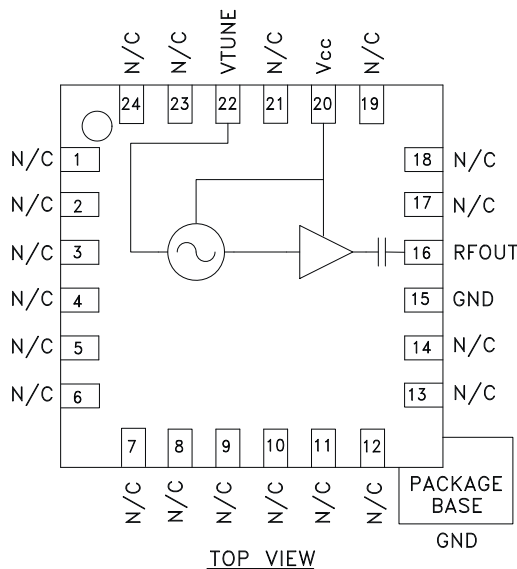 N/C N/C VTUNE N/C Vcc N/C
24 23 22 21 20 19
N/C 1
N/C 2
N/C 3
N/C 4
N/C 5
N/C 6
18 N/C
17 N/C
16 RFOUT
15 GND
14 N/C
13 N/C
7 8 9 10 11 12
N/C N/C N/C N/C N/C N/C
PACKAGE
BASE
GND
TOP VIEW